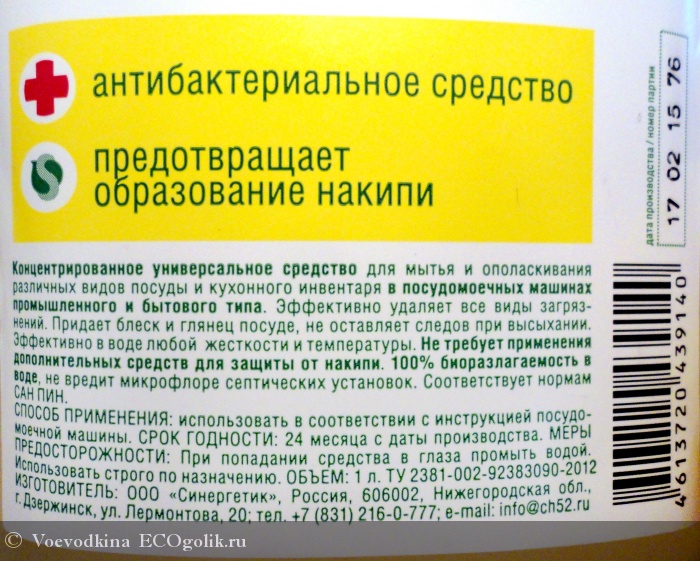 антибактериальное средство
предотвращает
образование накипи
дата производства / номер партии
17 02 15 76
Концентрированное универсальное средство для мытья и ополаскивания
различных видов посуды и кухонного инвентаря в посудомоечных машинах
промышленного и бытового типа. Эффективно удаляет все виды загряз-
нений. Придает блеск и глянец посуде, не оставляет следов при высыхании.
Эффективно в воде любой жесткости и температуры. Не требует применения
дополнительных средств для защиты от накипи. 100% биоразлагаемость в
воде, не вредит микрофлоре септических установок. Соответствует нормам
САН ПИН.
СПОСОБ ПРИМЕНЕНИЯ: использовать в соответствии с инструкцией посудо-
моечной машины. СРОК ГОДНОСТИ: 24 месяца с даты производства. МЕРЫ
ПРЕДОСТОРОЖНОСТИ: При попадании средства в глаза промыть водой.
Использовать строго по назначению. ОБЪЕМ: 1 л. ТУ 2381-002-92383090-2012
ИЗГОТОВИТЕЛЬ: ООО «Синергетик», Россия, 606002, Нижегородская обл.,
г. Дзержинск, ул. Лермонтова, 20; тел. +7 (831) 216-0-777; e-mail: info@ch52.ru
4613720439140
© Voevodkina ECOgolik.ru